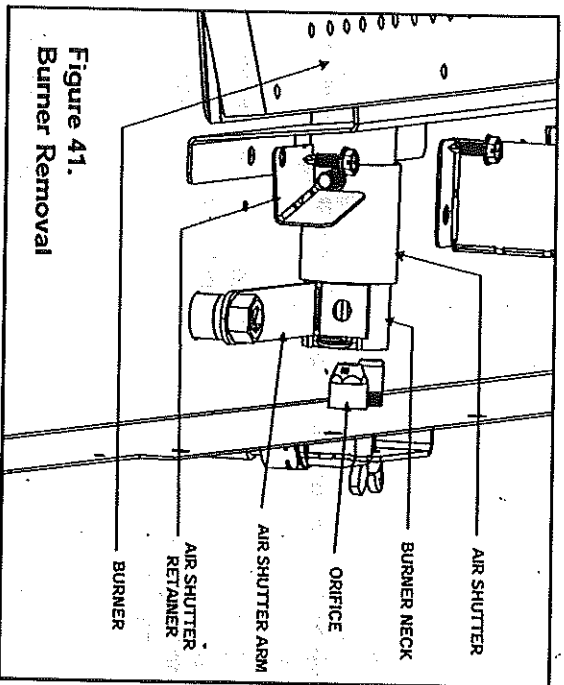 AIR SHUTTER
BURNER NECK
ORIFICE
AIR SHUTTER ARM
AIR SHUTTER
RETAINER
BURNER
Figure 41.
Burner Removal